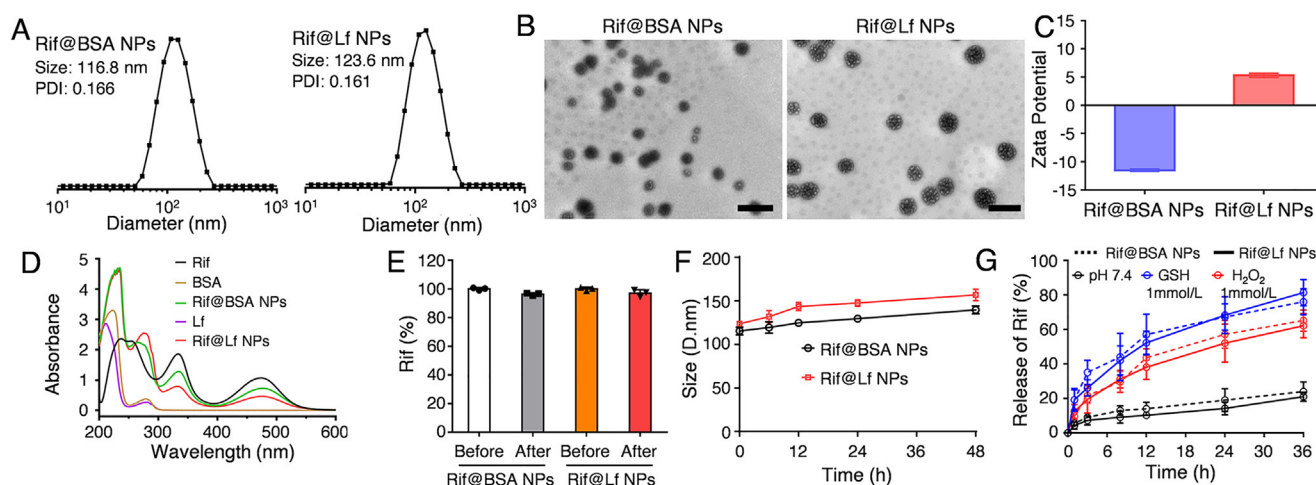 A
Rif@BSA NPs
Size: 116.8 nm
PDI: 0.166
10¹ 10² 10³
Diameter (nm)
Rif@Lf NPs
Size: 123.6 nm
PDI: 0.161
10¹ 10² 10³
Diameter (nm)
B
Rif@BSA NPs
Rif@Lf NPs
C
Zata Potential
15
10
5
0
-5
-10
-15
Rif@BSA NPs Rif@Lf NPs
D
Absorbance
5
4
3
2
1
0
Rif
BSA
Rif@BSA NPs
Lf
Rif@Lf NPs
200 300 400 500 600
Wavelength (nm)
E
Rif (%)
120
100
80
60
40
20
0
Before After Before After
Rif@BSA NPs Rif@Lf NPs
F
Size (D.nm)
200
150
100
50
0
Rif@BSA NPs
Rif@Lf NPs
0 12 24 36 48
Time (h)
G
Rif@BSA NPs Rif@Lf NPs
pH 7.4 GSH H₂O₂
1mmol/L 1mmol/L
Release of Rif (%)
100
80
60
40
20
0
0 6 12 18 24 30 36
Time (h)